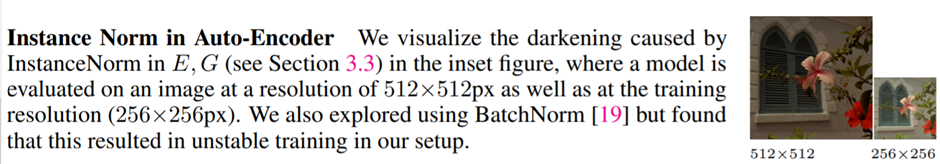 Instance Norm in Auto-Encoder We visualize the darkening caused by
InstanceNorm in E, G (see Section 3.3) in the inset figure, where a model is
evaluated on an image at a resolution of 512×512px as well as at the training
resolution (256×256px). We also explored using BatchNorm [19] but found
that this resulted in unstable training in our setup.
512×512 256×256